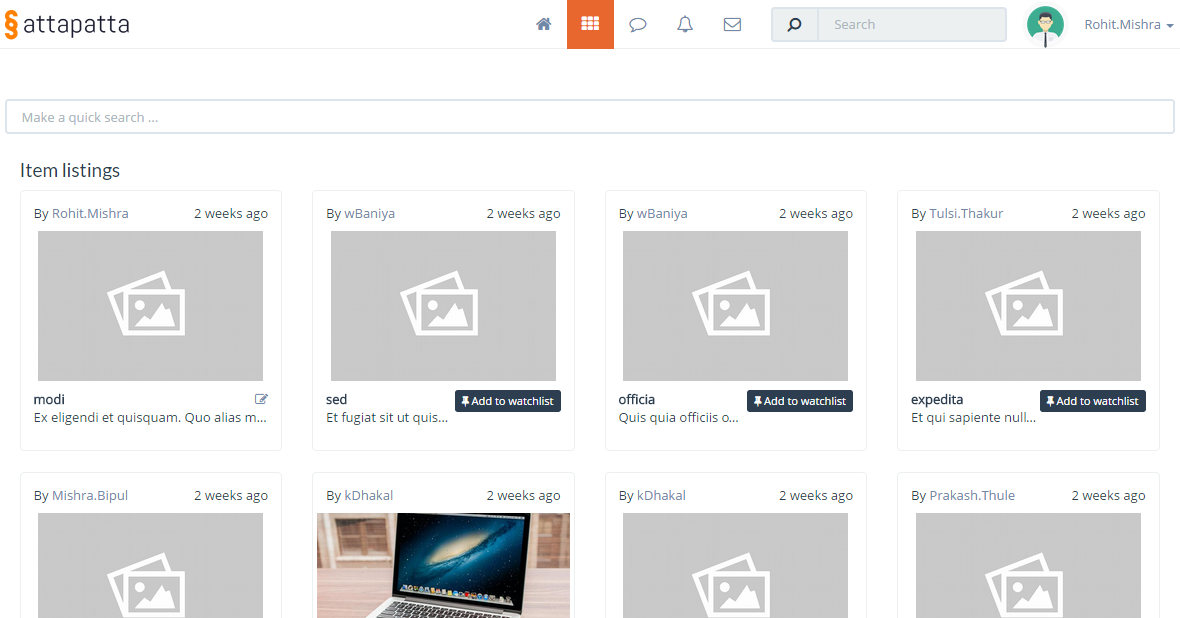 attapatta
Search
Rohit.Mishra
Make a quick search ...
Item listings
By Rohit.Mishra 2 weeks ago
By wBaniya 2 weeks ago
By wBaniya 2 weeks ago
By Tulsi.Thakur 2 weeks ago
modi
Ex eligendi et quisquam. Quo alias m...
sed Add to watchlist
Et fugiat sit ut quis...
officia Add to watchlist
Quis quia officiis o...
expedita Add to watchlist
Et qui sapiente null...
By Mishra.Bipul 2 weeks ago
By kDhakal 2 weeks ago
By kDhakal 2 weeks ago
By Prakash.Thule 2 weeks ago